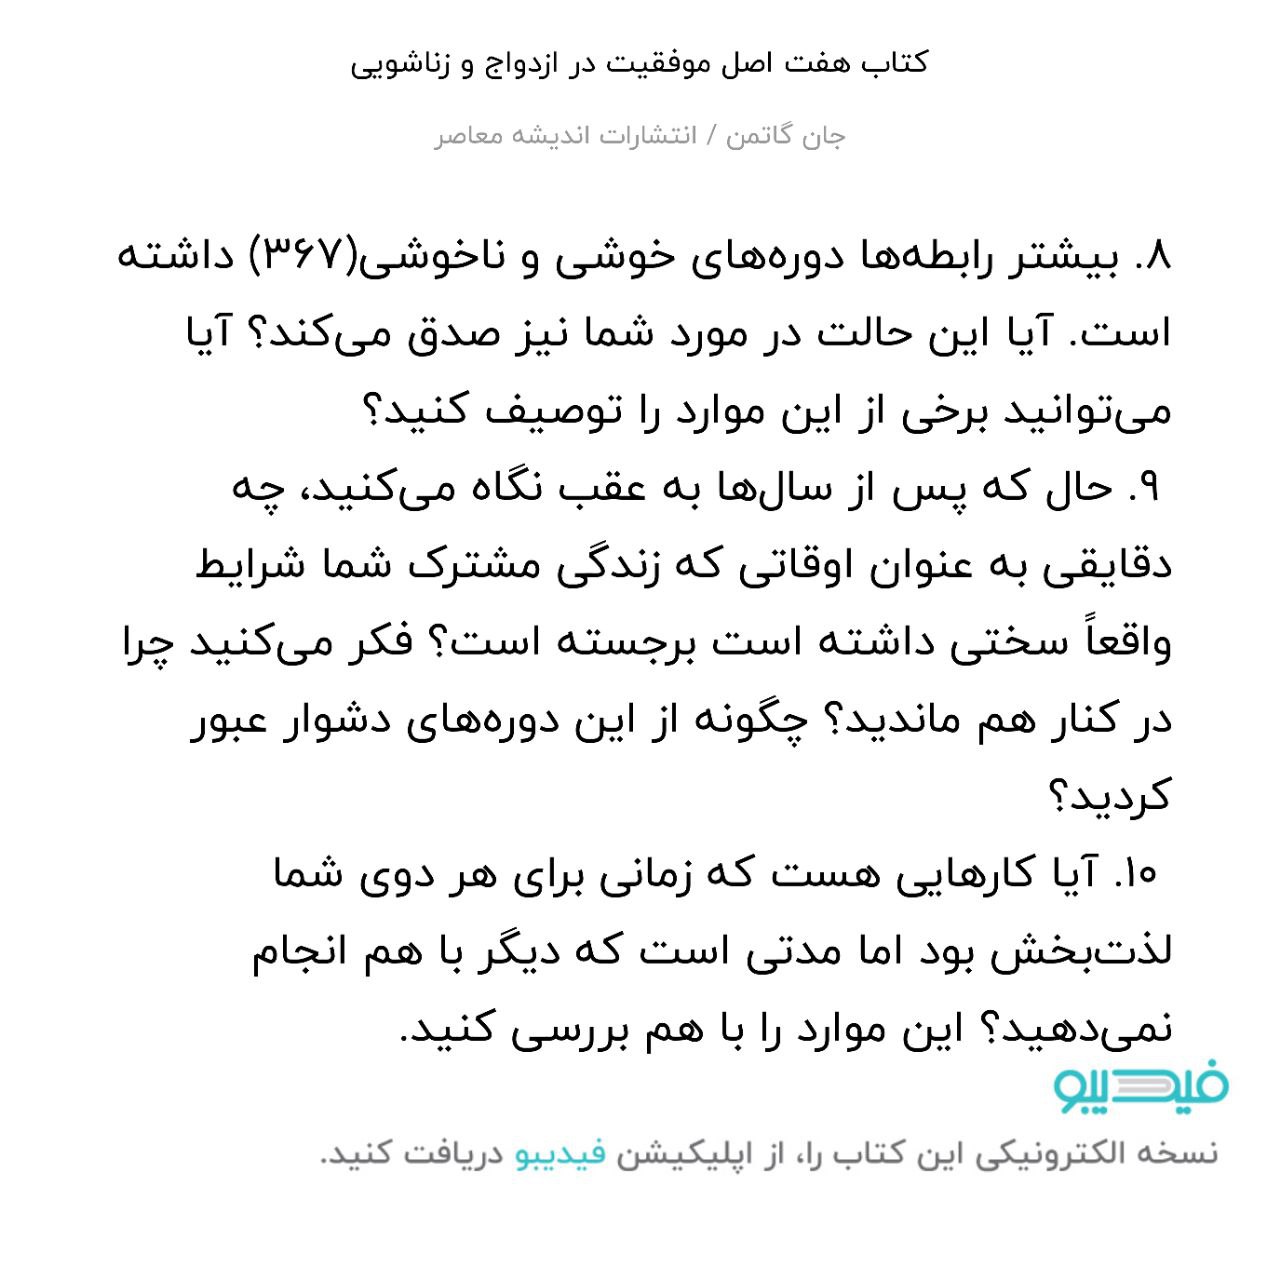 کتاب هفت اصل موفقیت در ازدواج و زناشویی
جان گاتمن / انتشارات اندیشه معاصر
۸. بیشتر رابطه‌ها دوره‌های خوشی و ناخوشی(۳۶۷) داشته
است. آیا این حالت در مورد شما نیز صدق می‌کند؟ آیا
می‌توانید برخی از این موارد را توصیف کنید؟
۹. حال که پس از سال‌ها به عقب نگاه می‌کنید، چه
دقایقی به عنوان اوقاتی که زندگی مشترک شما شرایط
واقعاً سختی داشته است برجسته است؟ فکر می‌کنید چرا
در کنار هم ماندید؟ چگونه از این دوره‌های دشوار عبور
کردید؟
۱۰. آیا کارهایی هست که زمانی برای هر دوی شما
لذت‌بخش بود اما مدتی است که دیگر با هم انجام
نمی‌دهید؟ این موارد را با هم بررسی کنید.
فیدیبو
نسخه الکترونیکی این کتاب را، از اپلیکیشن فیدیبو دریافت کنید.